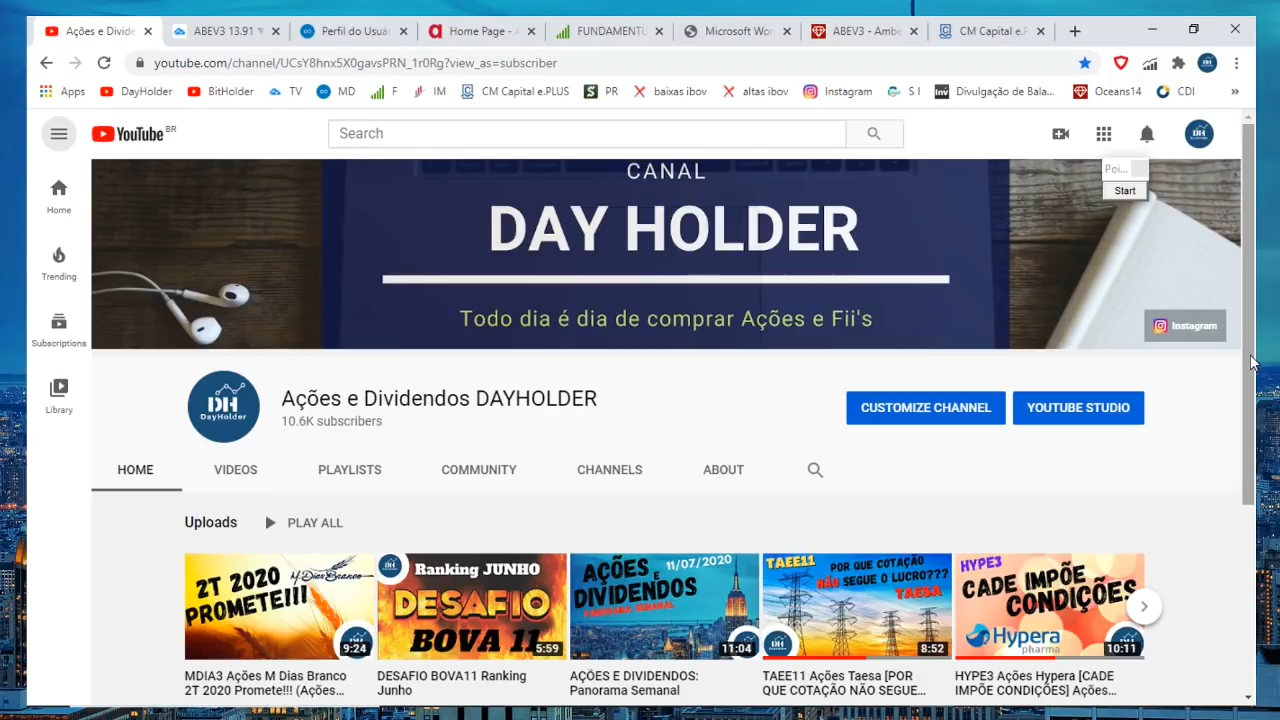 Ações e Divide
ABEV3 13.91
Perfil do Usuá
Home Page - A
FUNDAMENTU
Microsoft Wor
ABEV3 - Ambe
CM Capital e.P
youtube.com/channel/UCsY8hnx5X0gavsPRN_1r0Rg?view_as=subscriber
Apps
DayHolder
BitHolder
TV
MD
F
IM
CM Capital e.PLUS
PR
baixas ibov
altas ibov
Instagram
S I
Divulgação de Bala...
Oceans14
CDI
YouTube BR
Search
Poi...
Start
Home
Trending
Subscriptions
Library
CANAL
DAY HOLDER
Todo dia é dia de comprar Ações e Fii's
Instagram
DH
DayHolder
Ações e Dividendos DAYHOLDER
10.6K subscribers
CUSTOMIZE CHANNEL
YOUTUBE STUDIO
HOME
VIDEOS
PLAYLISTS
COMMUNITY
CHANNELS
ABOUT
Uploads
PLAY ALL
2T 2020
PROMETE!!!
M.Dias Branco
9:24
Ranking JUNHO
DESAFIO
BOVA 11
5:59
11/07/2020
AÇÕES E
DIVIDENDOS
PANORAMA SEMANAL
11:04
TAEE11
POR QUE COTAÇÃO
NÃO SEGUE O LUCRO???
TAESA
8:52
HYPE3
CADE IMPÕE
CONDIÇÕES
Hypera
pharma
10:11
MDIA3 Ações M Dias Branco
2T 2020 Promete!!! (Ações...
DESAFIO BOVA11 Ranking
Junho
AÇÕES E DIVIDENDOS:
Panorama Semanal
TAEE11 Ações Taesa [POR
QUE COTAÇÃO NÃO SEGUE...
HYPE3 Ações Hypera [CADE
IMPÕE CONDIÇÕES] Ações...